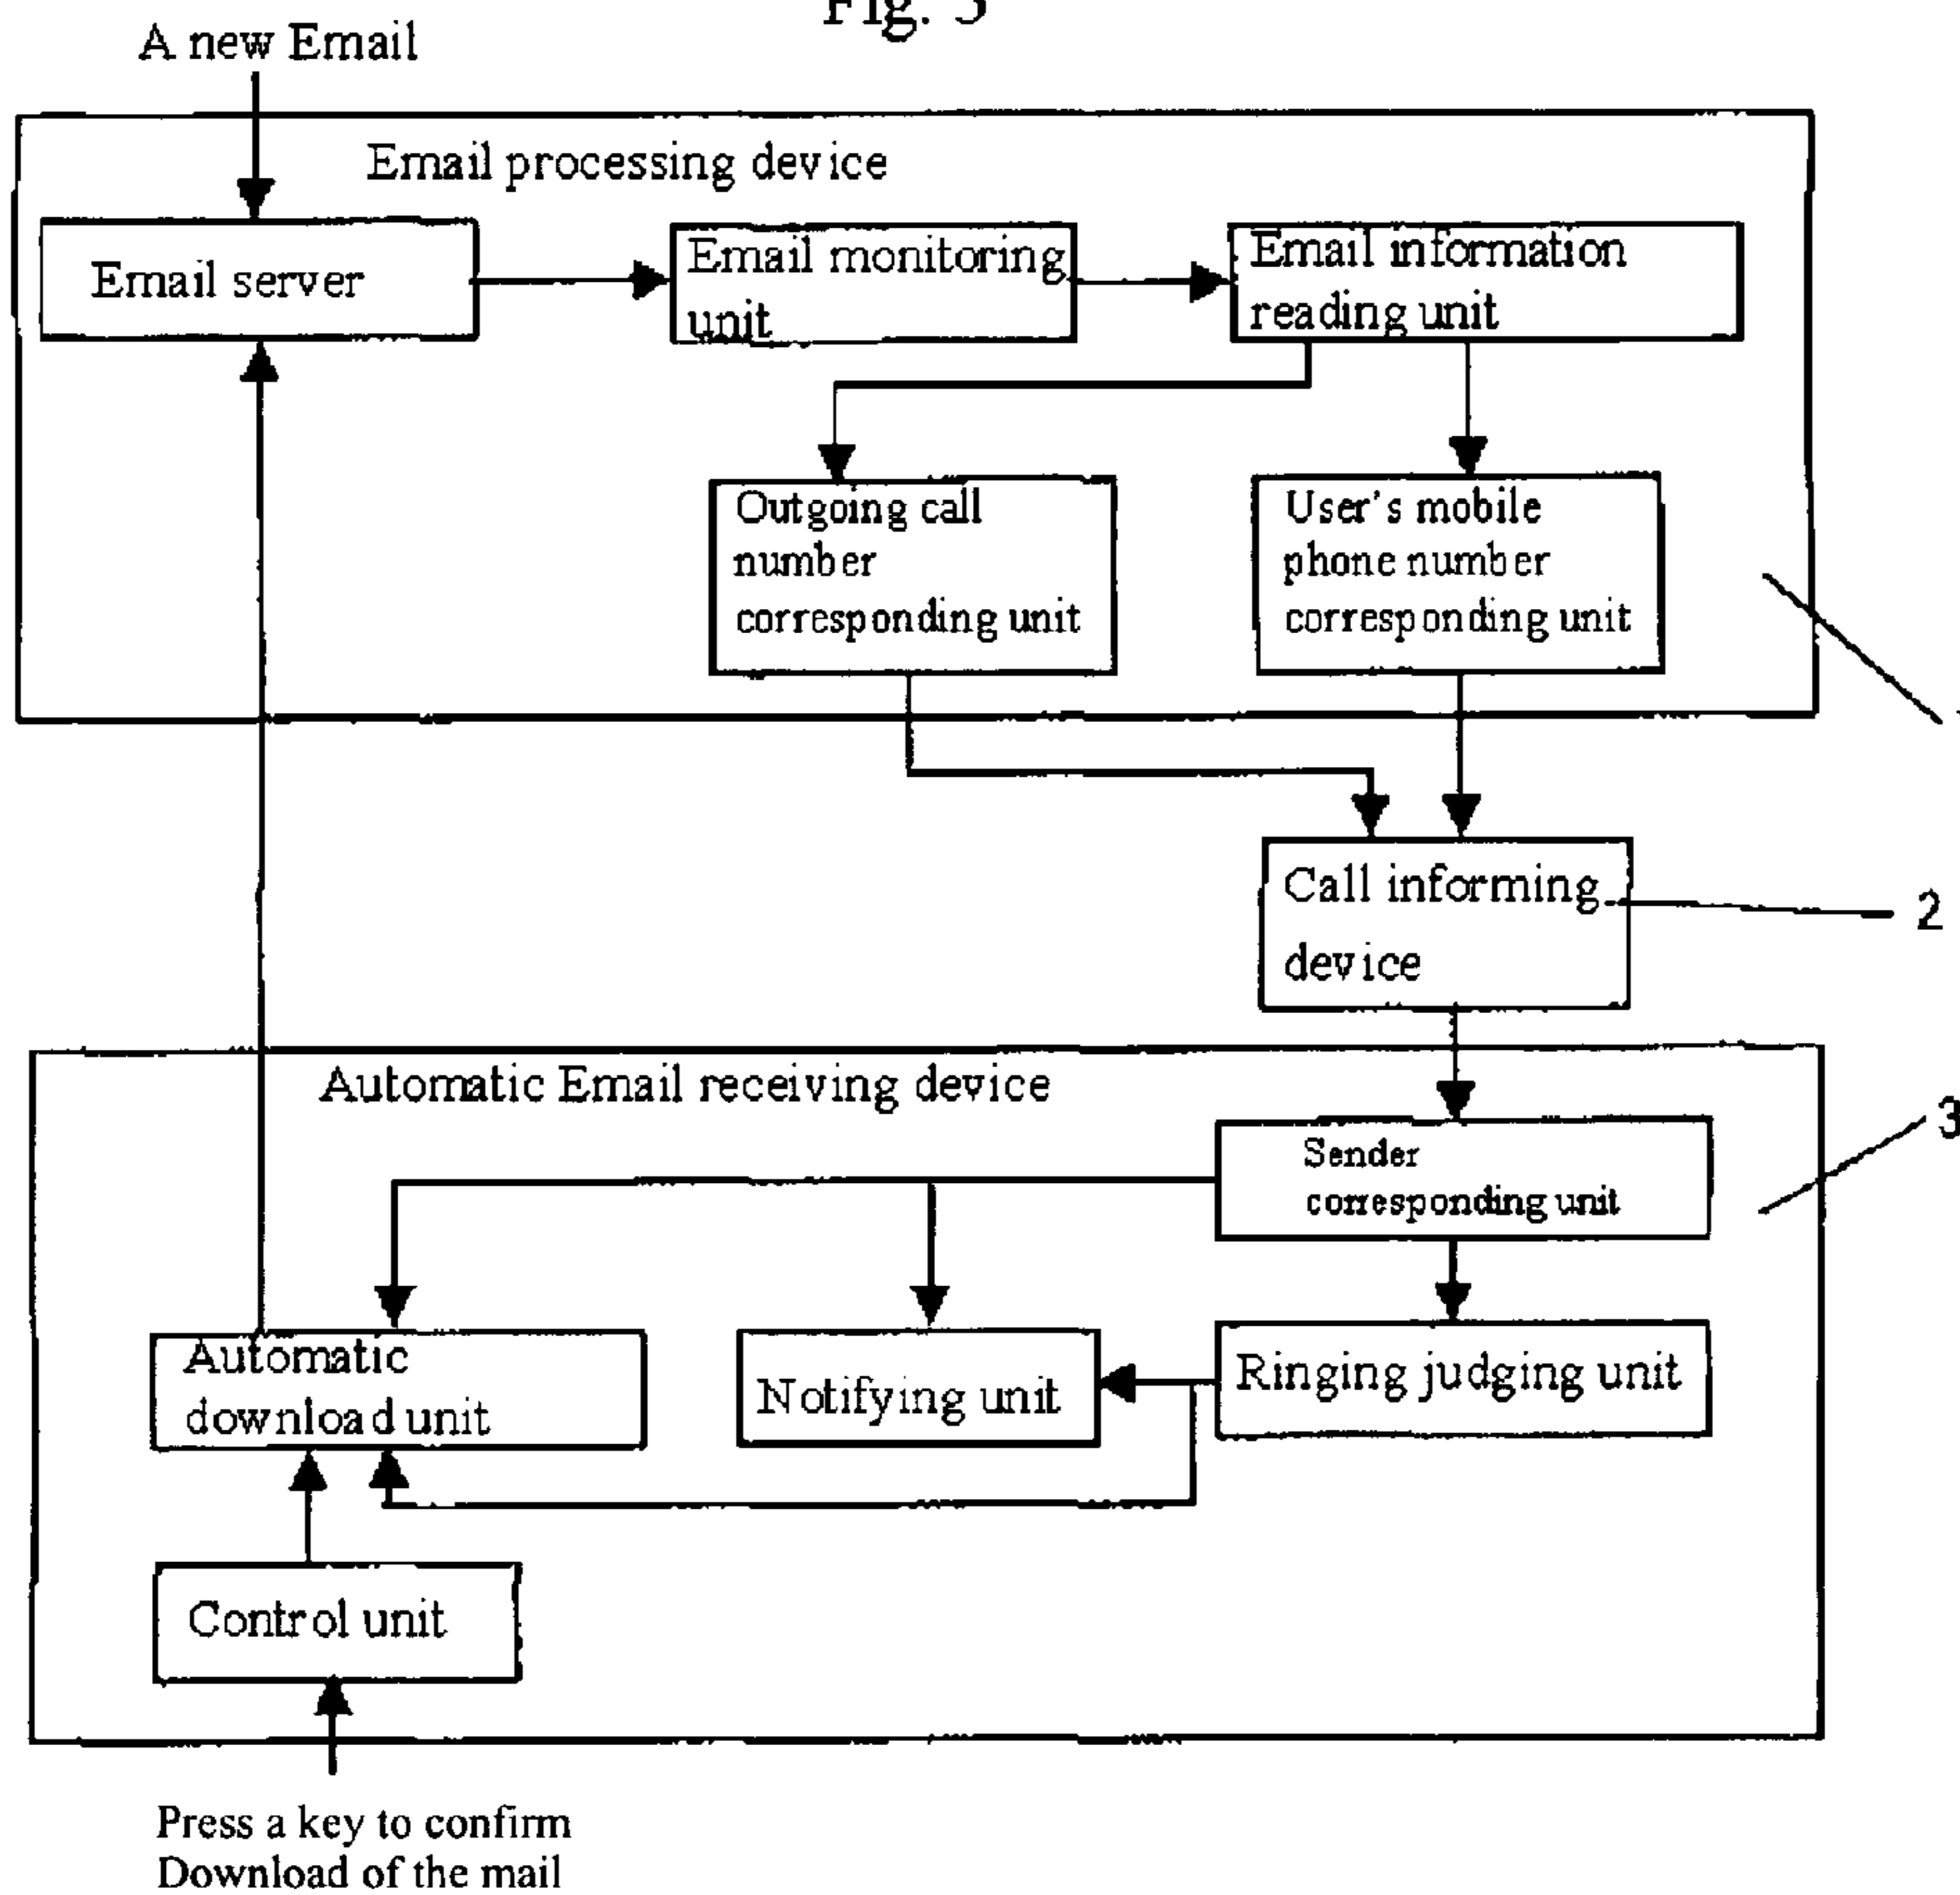 A new Email
Email processing device
Email server
Email monitoring
unit
Email information
reading unit
Outgoing call
number
corresponding unit
User's mobile
phone number
corresponding unit
Call informing
device
2
Automatic Email receiving device
3
Sender
corresponding unit
Automatic
download unit
Notifying unit
Ringing judging unit
Control unit
Press a key to confirm
Download of the mail